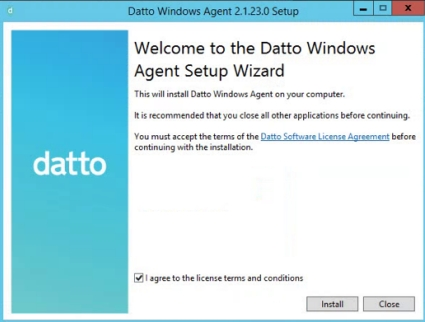 Datto Windows Agent 2.1.23.0 Setup
Welcome to the Datto Windows
Agent Setup Wizard
This will install Datto Windows Agent on your computer.
It is recommended that you close all other applications before continuing.
You must accept the terms of the Datto Software License Agreement before
continuing with the installation.
datto
I agree to the license terms and conditions
Install Close